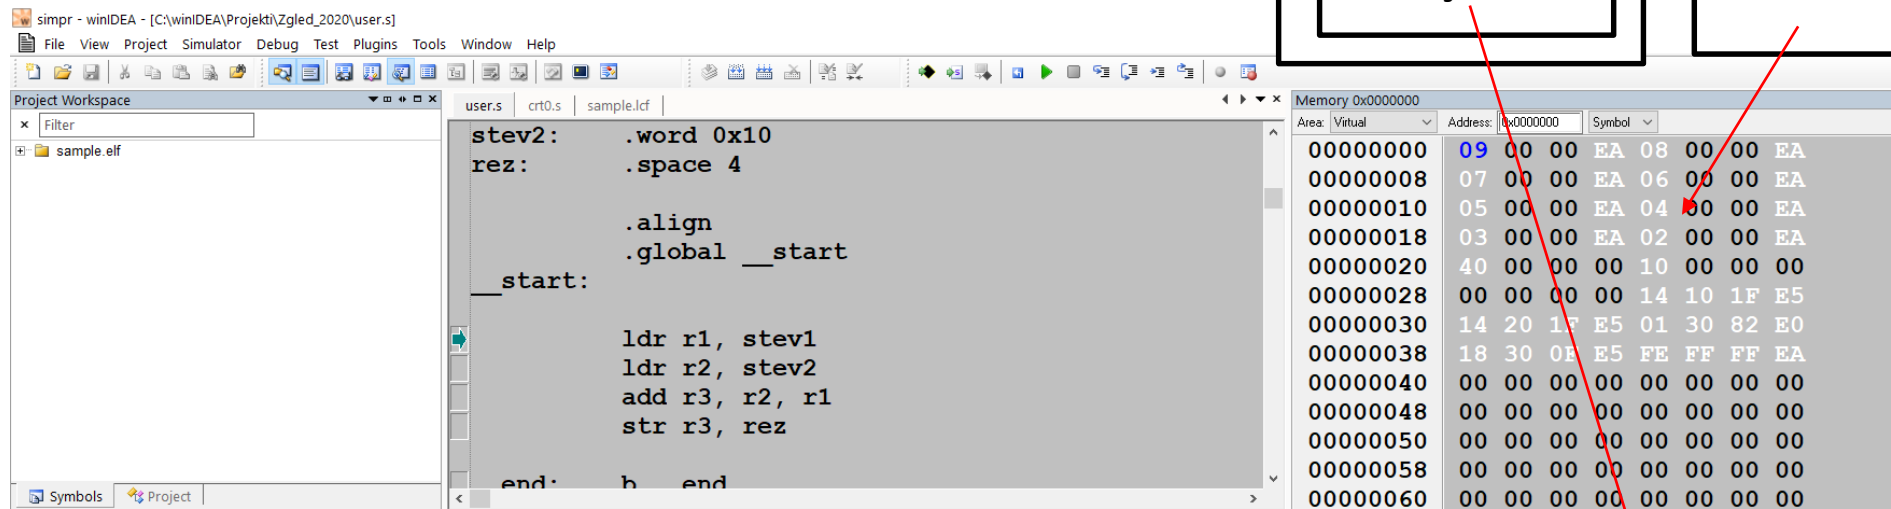 simpr - winIDEA - [C:\winIDEA\Projekti\Zgled_2020\user.s]
File View Project Simulator Debug Test Plugins Tools Window Help
Project Workspace
Filter
sample.elf
Symbols Project
user.s crt0.s sample.lcf
stev2: .word 0x10
rez: .space 4
.align
.global __start
__start:
ldr r1, stev1
ldr r2, stev2
add r3, r2, r1
str r3, rez
_end: b _end
Memory 0x0000000
Area: Virtual Address: 0x0000000 Symbol
00000000 09 00 00 EA 08 00 00 EA
00000008 07 00 00 EA 06 00 00 EA
00000010 05 00 00 EA 04 00 00 EA
00000018 03 00 00 EA 02 00 00 EA
00000020 40 00 00 00 10 00 00 00
00000028 00 00 00 00 14 10 1F E5
00000030 14 20 1F E5 01 30 82 E0
00000038 18 30 0F E5 FE FF FF EA
00000040 00 00 00 00 00 00 00 00
00000048 00 00 00 00 00 00 00 00
00000050 00 00 00 00 00 00 00 00
00000058 00 00 00 00 00 00 00 00
00000060 00 00 00 00 00 00 00 00